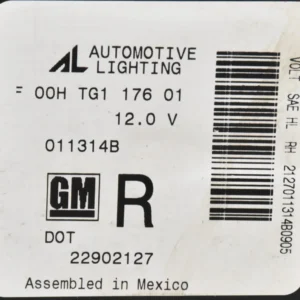 AL AUTOMOTIVE
LIGHTING
= 00H TG1 176 01
12.0 V
011314B
GM R
DOT
22902127
Assembled in Mexico
VOLT SAE HL RH 2127011314B0905